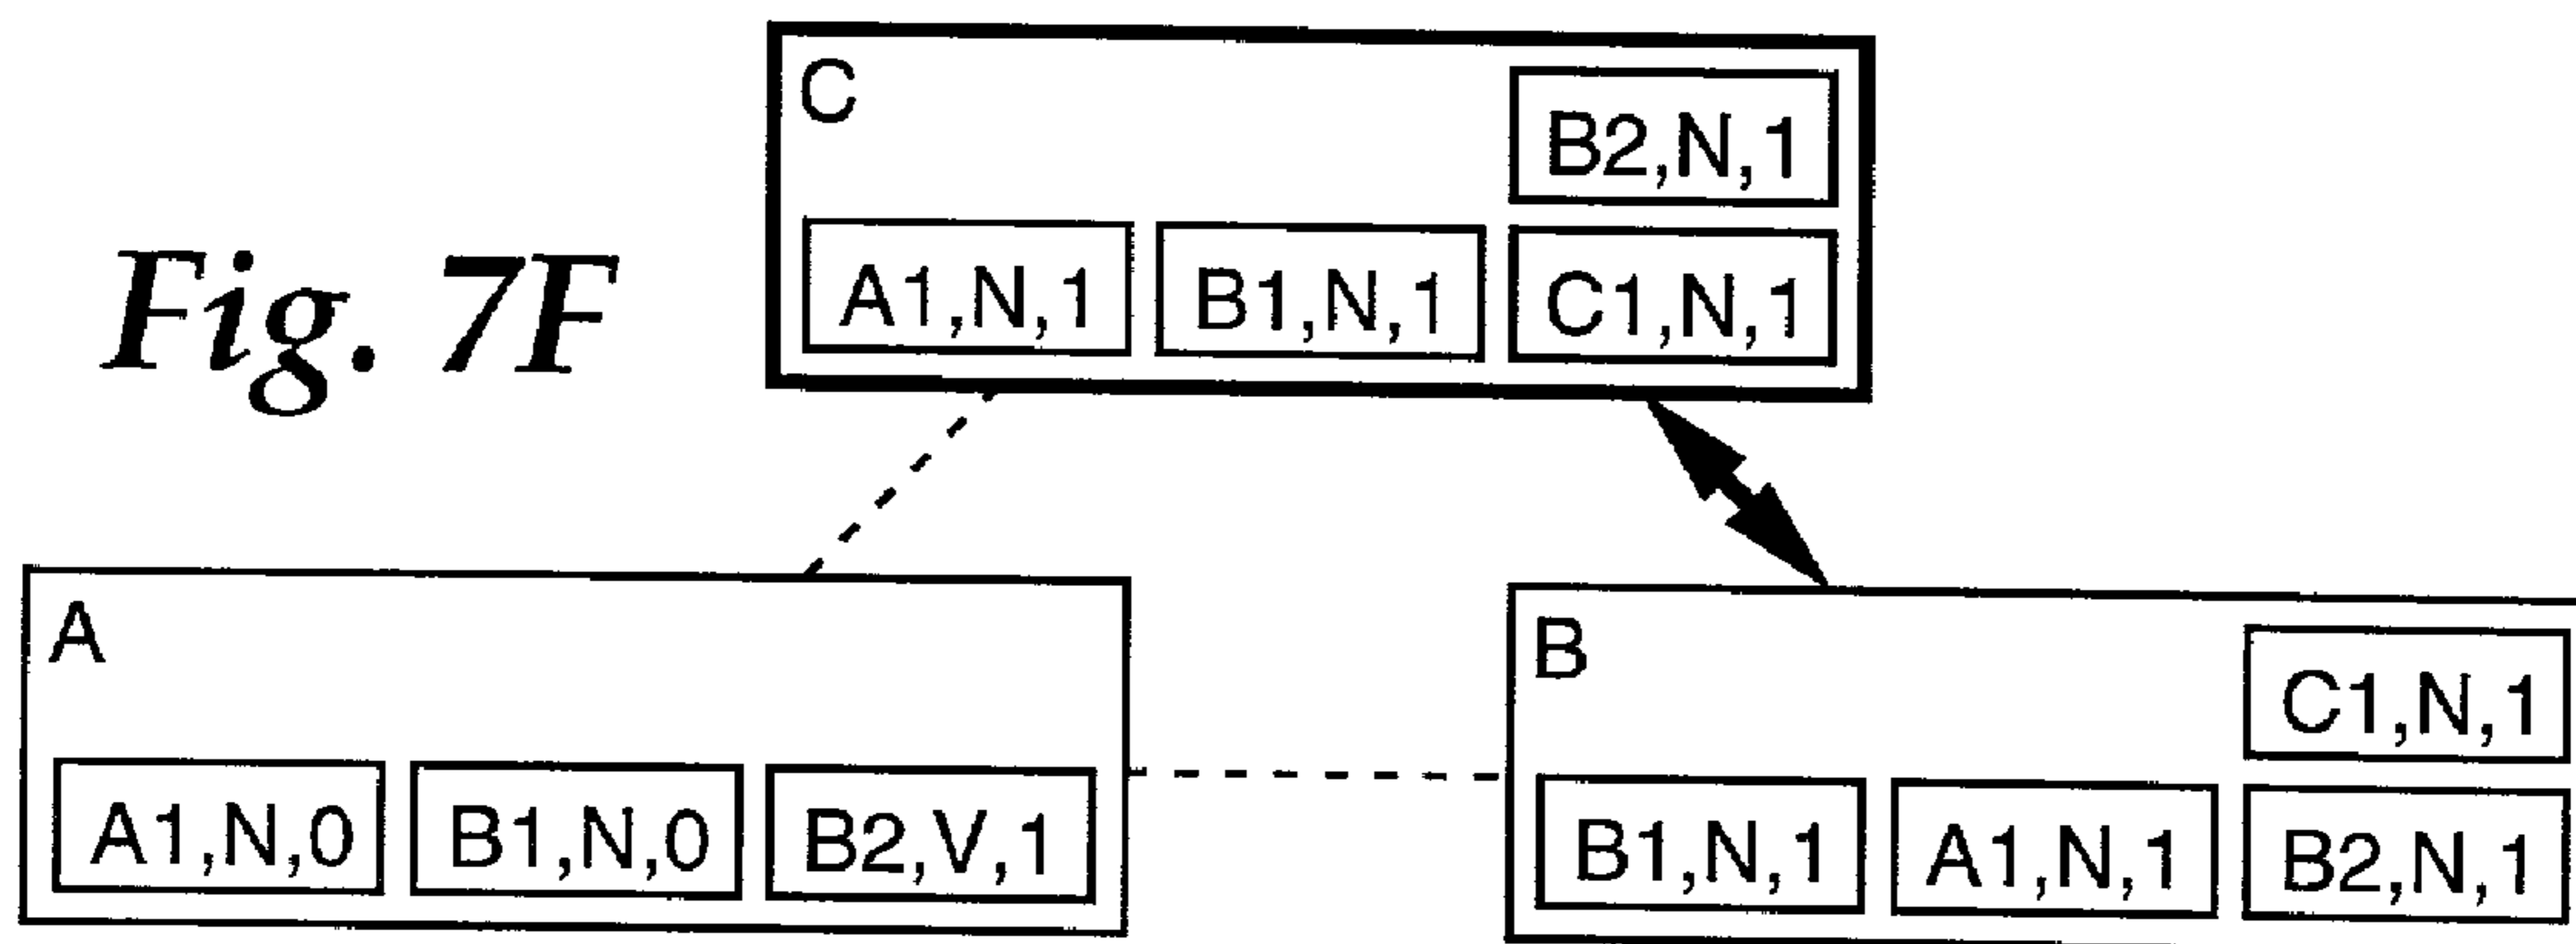 Fig. 7F
C
B2,N,1
A1,N,1 B1,N,1 C1,N,1
A
A1,N,0 B1,N,0 B2,V,1
B
C1,N,1
B1,N,1 A1,N,1 B2,N,1